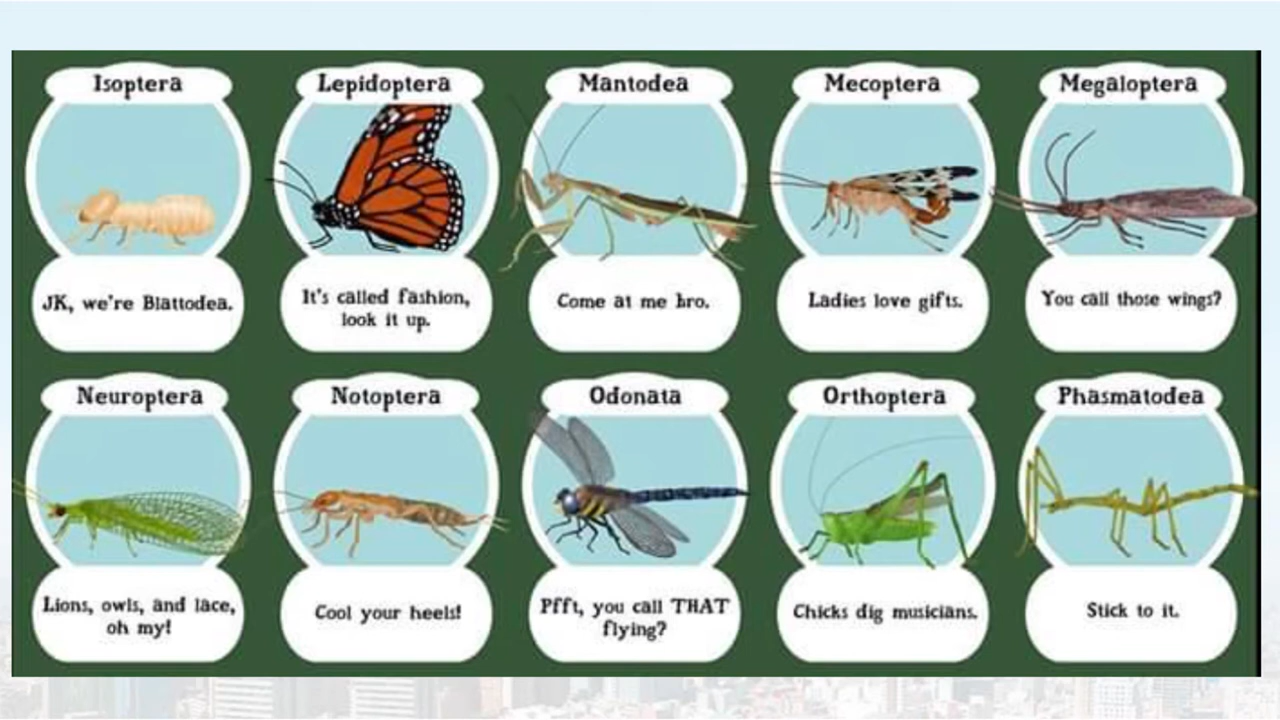 Isoptera
Lepidoptera
Mantodea
Mecoptera
Megaloptera
JK, we're Blattodea.
It's called fashion,
look it up.
Come at me bro.
Ladies love gifts.
You call those wings?
Neuroptera
Notoptera
Odonata
Orthoptera
Phasmatodea
Lions, owls, and lace,
oh my!
Cool your heels!
Pfft, you call THAT
flying?
Chicks dig musicians.
Stick to it.